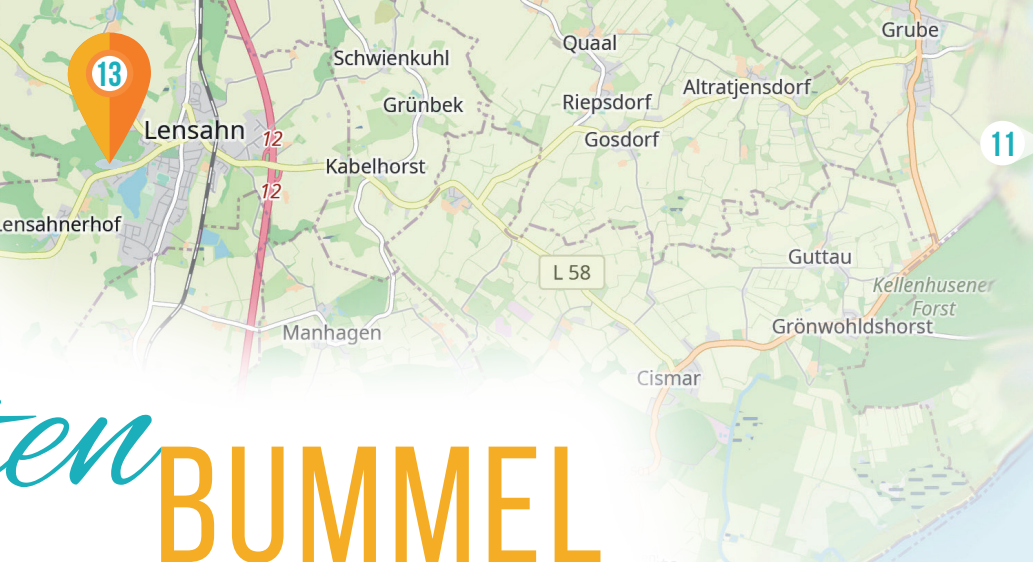 Grube
Quaal
Schwienkuhl
13
Altratjensdorf
Grünbek
Riepsdorf
Lensahn
12
Gosdorf
11
Kabelhorst
12
Lensahnerhof
Guttau
L 58
Kellenhusener
Forst
Grönwohldshorst
Manhagen
Cismar
ten
BUMMEL